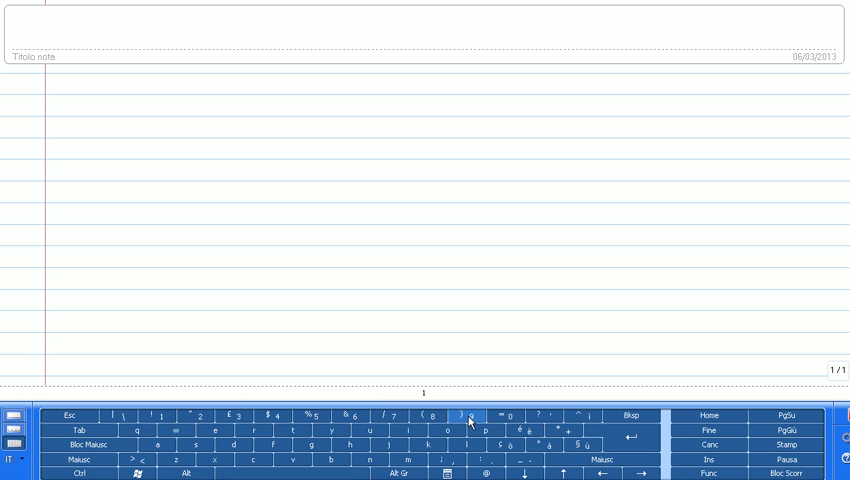 Titolo nota 06/03/2013
1/1
1
Esc | \ ! 1 " 2 £ 3 $ 4 % 5 & 6 / 7 ( 8 ) 9 = 0 ? ' ^ ì Bksp Home PgSu
Tab q w e r t y u i o p é è * + Fine PgGiù
Bloc Maiusc a s d f g h j k l ç ò ° à § ù Canc Stamp
IT Maiusc > < z x c v b n m ; , : . _ - Maiusc Ins Pausa
Ctrl Alt Alt Gr @ ↓ ↑ ← → Func Bloc Scorr